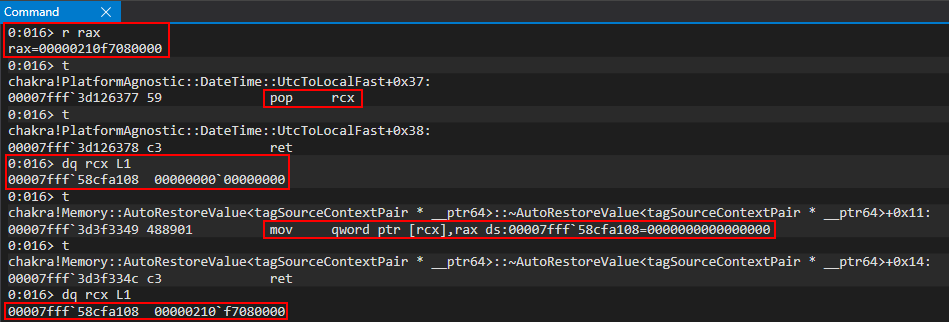 Command X
0:016> r rax
rax=00000210f7080000
0:016> t
chakra!PlatformAgnostic::DateTime::UtcToLocalFast+0x37:
00007fff`3d126377 59 pop rcx
0:016> t
chakra!PlatformAgnostic::DateTime::UtcToLocalFast+0x38:
00007fff`3d126378 c3 ret
0:016> dq rcx L1
00007fff`58cfa108 00000000`00000000
0:016> t
chakra!Memory::AutoRestoreValue<tagSourceContextPair * __ptr64>::~AutoRestoreValue<tagSourceContextPair * __ptr64>+0x11:
00007fff`3d3f3349 488901 mov qword ptr [rcx],rax ds:00007fff`58cfa108=0000000000000000
0:016> t
chakra!Memory::AutoRestoreValue<tagSourceContextPair * __ptr64>::~AutoRestoreValue<tagSourceContextPair * __ptr64>+0x14:
00007fff`3d3f334c c3 ret
0:016> dq rcx L1
00007fff`58cfa108 00000210`f7080000